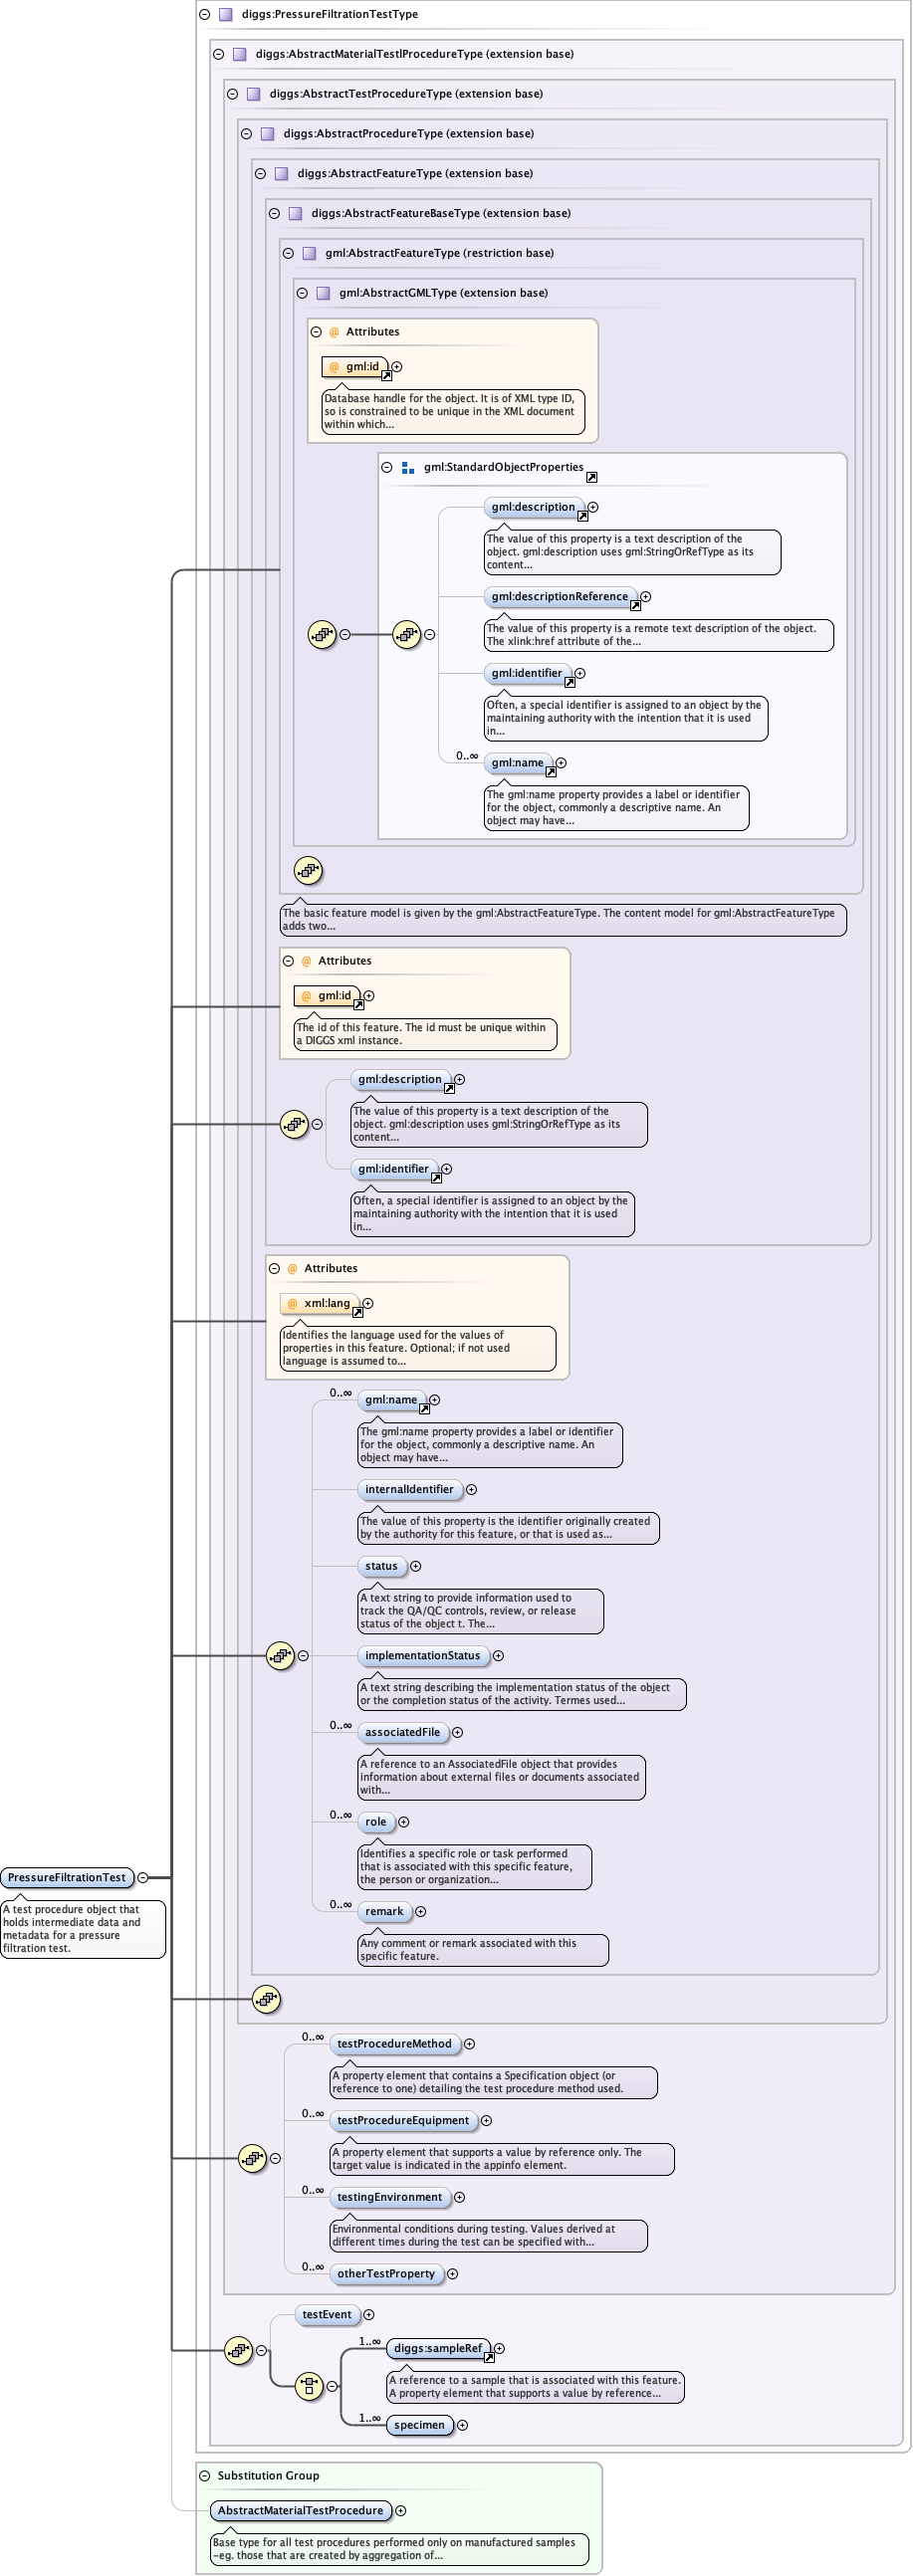 diggs:PressureFiltrationTestType
diggs:AbstractMaterialTestlProcedureType (extension base)
diggs:AbstractTestProcedureType (extension base)
diggs:AbstractProcedureType (extension base)
diggs:AbstractFeatureType (extension base)
diggs:AbstractFeatureBaseType (extension base)
gml:AbstractFeatureType (restriction base)
gml:AbstractGMLType (extension base)
@ Attributes
@ gml:id
Database handle for the object. It is of XML type ID,
so is constrained to be unique in the XML document
within which...
gml:StandardObjectProperties
gml:description
The value of this property is a text description of the
object. gml:description uses gml:StringOrRefType as its
content...
gml:descriptionReference
The value of this property is a remote text description of the object.
The xlink:href attribute of the...
gml:identifier
Often, a special identifier is assigned to an object by the
maintaining authority with the intention that it is used
in...
0..∞
gml:name
The gml:name property provides a label or identifier
for the object, commonly a descriptive name. An
object may have...
The basic feature model is given by the gml:AbstractFeatureType. The content model for gml:AbstractFeatureType
adds two...
@ Attributes
@ gml:id
The id of this feature. The id must be unique within
a DIGGS xml instance.
gml:description
The value of this property is a text description of the
object. gml:description uses gml:StringOrRefType as its
content...
gml:identifier
Often, a special identifier is assigned to an object by the
maintaining authority with the intention that it is used
in...
@ Attributes
@ xml:lang
Identifies the language used for the values of
properties in this feature. Optional; if not used
language is assumed to...
0..∞
gml:name
The gml:name property provides a label or identifier
for the object, commonly a descriptive name. An
object may have...
internalIdentifier
The value of this property is the identifier originally created
by the authority for this feature, or that is used as...
status
A text string to provide information used to
track the QA/QC controls, review, or release
status of the object t. The...
implementationStatus
A text string describing the implementation status of the object
or the completion status of the activity. Termes used...
0..∞
associatedFile
A reference to an AssociatedFile object that provides
information about external files or documents associated
with...
0..∞
role
Identifies a specific role or task performed
that is associated with this specific feature,
the person or organization...
PressureFiltrationTest
A test procedure object that
holds intermediate data and
metadata for a pressure
filtration test.
0..∞
remark
Any comment or remark associated with this
specific feature.
0..∞
testProcedureMethod
A property element that contains a Specification object (or
reference to one) detailing the test procedure method used.
0..∞
testProcedureEquipment
A property element that supports a value by reference only. The
target value is indicated in the appinfo element.
0..∞
testingEnvironment
Environmental conditions during testing. Values derived at
different times during the test can be specified with...
0..∞
otherTestProperty
testEvent
1..∞
diggs:sampleRef
A reference to a sample that is associated with this feature.
A property element that supports a value by reference...
1..∞
specimen
Substitution Group
AbstractMaterialTestProcedure
Base type for all test procedures performed only on manufactured samples
-eg. those that are created by aggregation of...